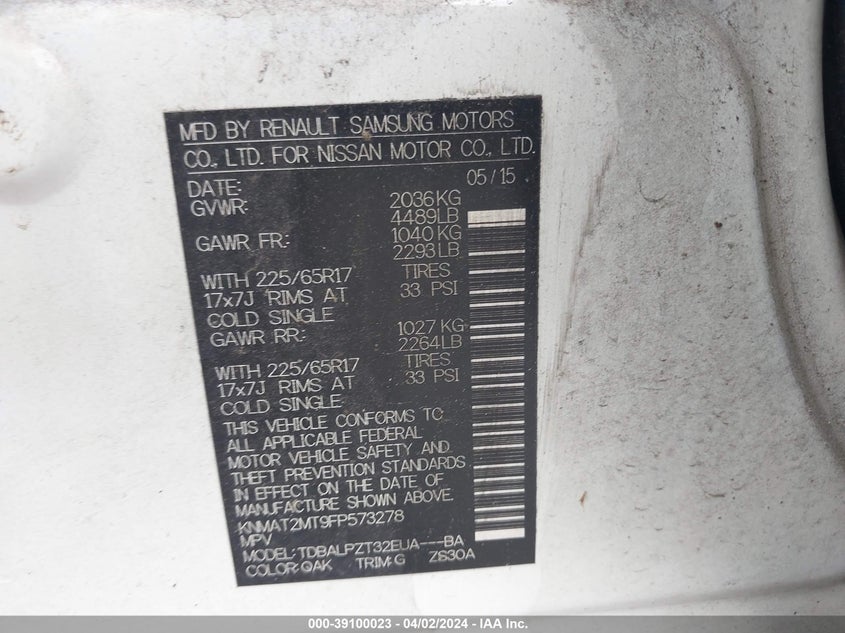 MFD BY RENAULT SAMSUNG MOTORS
CO., LTD. FOR NISSAN MOTOR CO., LTD.
DATE: 05/15
GVWR: 2036KG
4489LB
GAWR FR: 1040KG
2293LB
WITH 225/65R17 TIRES
17x7J RIMS AT 33 PSI
COLD SINGLE
GAWR RR: 1027KG
2264LB
WITH 225/65R17 TIRES
17x7J RIMS AT 33 PSI
COLD SINGLE
THIS VEHICLE CONFORMS TO
ALL APPLICABLE FEDERAL
MOTOR VEHICLE SAFETY AND
THEFT PREVENTION STANDARDS
IN EFFECT ON THE DATE OF
MANUFACTURE SHOWN ABOVE.
KNMAT2MT9FP573278
MPV
MODEL: TDBALPZT32EUA---BA
COLOR: QAK TRIM: G ZS30A
000-39100023 - 04/02/2024 - IAA Inc.